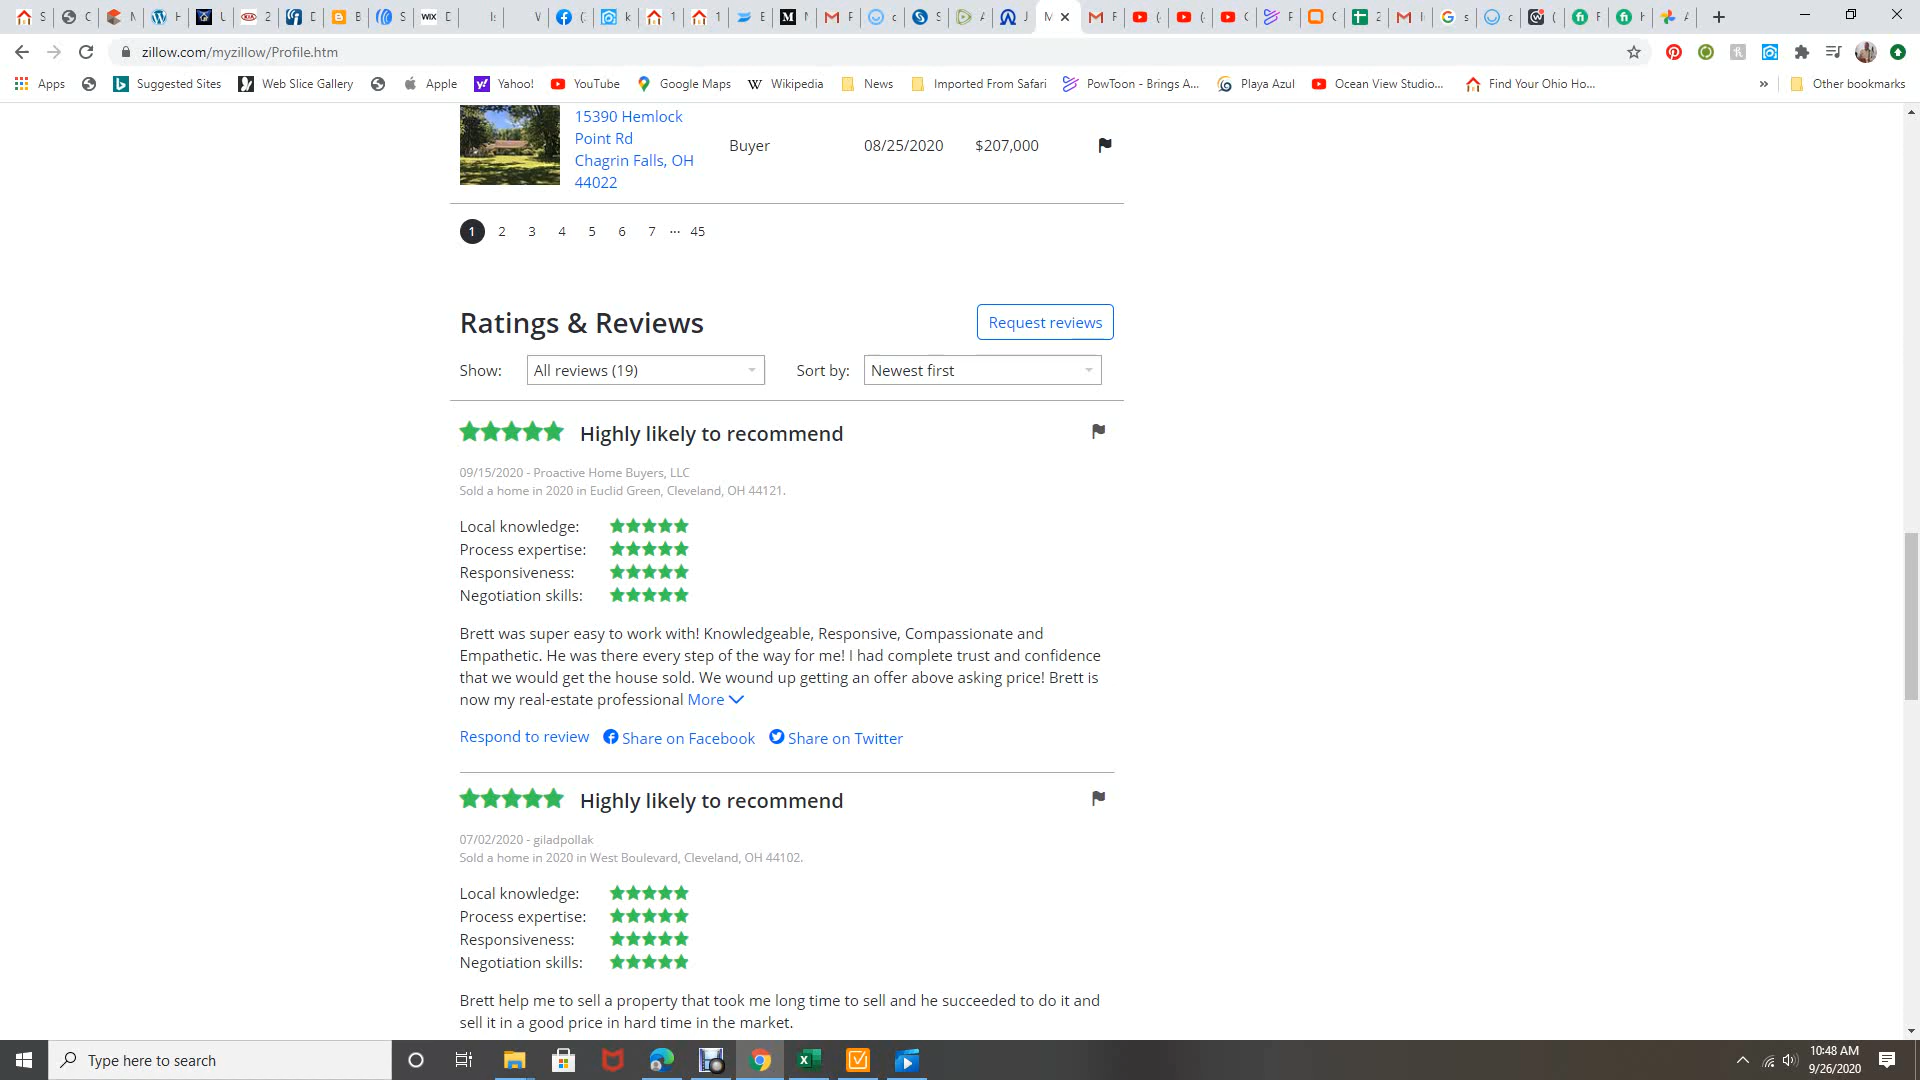 zillow.com/myzillow/Profile.htm
Apps
Suggested Sites
Web Slice Gallery
Apple
Yahoo!
YouTube
Google Maps
Wikipedia
News
Imported From Safari
PowToon - Brings A...
Playa Azul
Ocean View Studio...
Find Your Ohio Ho...
»
Other bookmarks
15390 Hemlock
Point Rd
Chagrin Falls, OH
44022
Buyer
08/25/2020
$207,000
1 2 3 4 5 6 7 ... 45
Ratings & Reviews
Request reviews
Show: All reviews (19)
Sort by: Newest first
Highly likely to recommend
09/15/2020 - Proactive Home Buyers, LLC
Sold a home in 2020 in Euclid Green, Cleveland, OH 44121.
Local knowledge:
Process expertise:
Responsiveness:
Negotiation skills:
Brett was super easy to work with! Knowledgeable, Responsive, Compassionate and
Empathetic. He was there every step of the way for me! I had complete trust and confidence
that we would get the house sold. We wound up getting an offer above asking price! Brett is
now my real-estate professional More
Respond to review Share on Facebook Share on Twitter
Highly likely to recommend
07/02/2020 - giladpollak
Sold a home in 2020 in West Boulevard, Cleveland, OH 44102.
Local knowledge:
Process expertise:
Responsiveness:
Negotiation skills:
Brett help me to sell a property that took me long time to sell and he succeeded to do it and
sell it in a good price in hard time in the market.
Type here to search
10:48 AM
9/26/2020